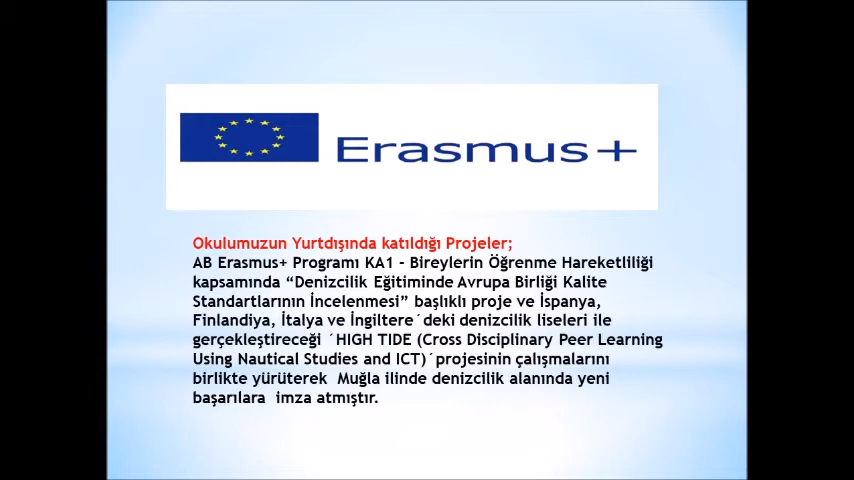 Erasmus+
Okulumuzun Yurtdışında katıldığı Projeler;
AB Erasmus+ Programı KA1 - Bireylerin Öğrenme Hareketliliği
kapsamında “Denizcilik Eğitiminde Avrupa Birliği Kalite
Standartlarının İncelenmesi” başlıklı proje ve İspanya,
Finlandiya, İtalya ve İngiltere´deki denizcilik liseleri ile
gerçekleştireceği ´HIGH TIDE (Cross Disciplinary Peer Learning
Using Nautical Studies and ICT)´projesinin çalışmalarını
birlikte yürüterek Muğla ilinde denizcilik alanında yeni
başarılara imza atmıştır.